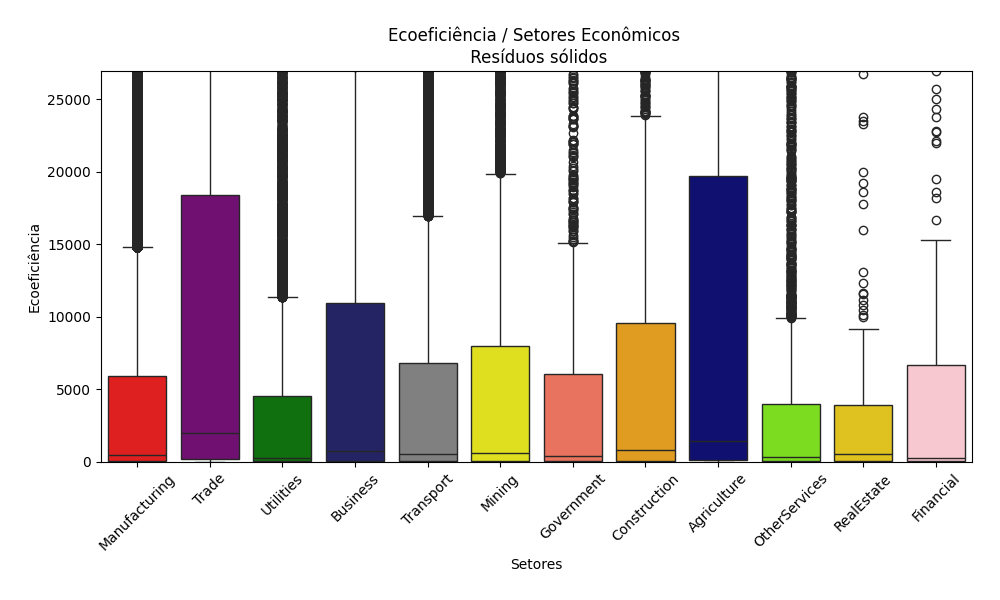 Ecoeficiência / Setores Econômicos
Resíduos sólidos
Ecoeficiência
25000
20000
15000
10000
5000
0
Manufacturing
Trade
Utilities
Business
Transport
Mining
Government
Construction
Agriculture
OtherServices
RealEstate
Financial
Setores